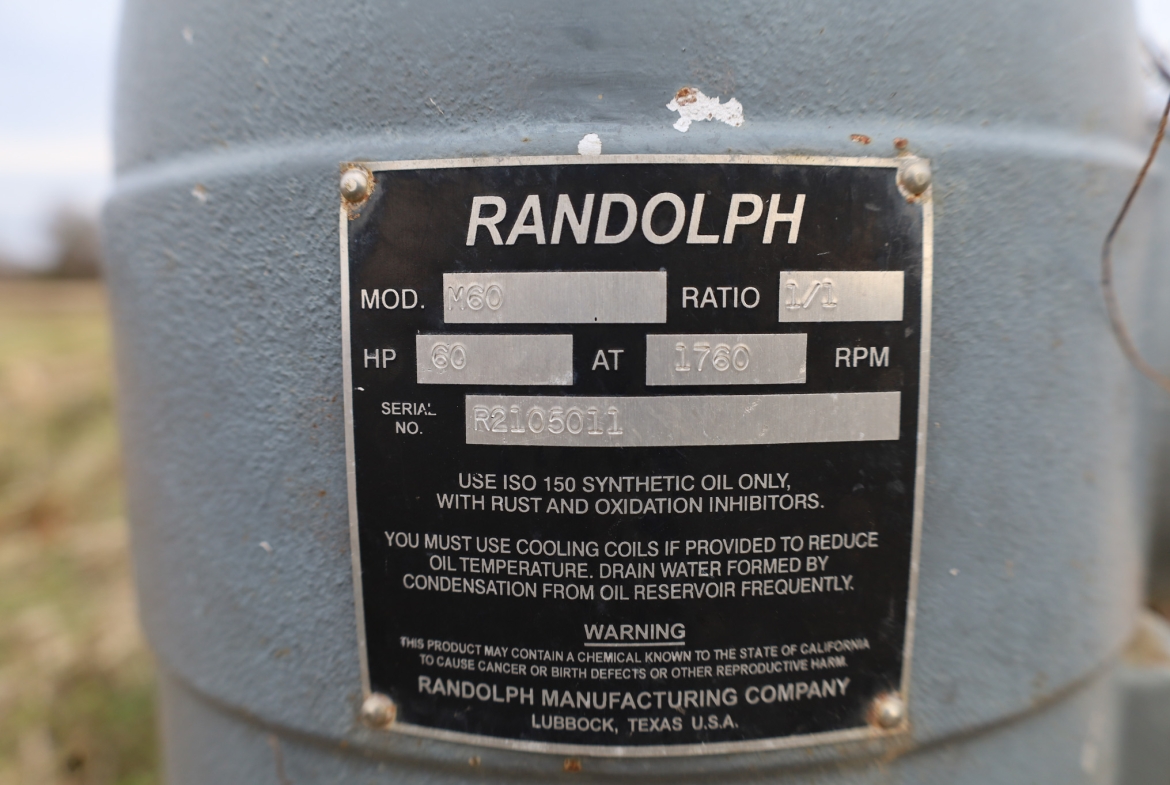 RANDOLPH
MOD. M60 RATIO 1/1
HP 60 AT 1760 RPM
SERIAL
NO. R2105011
USE ISO 150 SYNTHETIC OIL ONLY,
WITH RUST AND OXIDATION INHIBITORS.
YOU MUST USE COOLING COILS IF PROVIDED TO REDUCE
OIL TEMPERATURE. DRAIN WATER FORMED BY
CONDENSATION FROM OIL RESERVOIR FREQUENTLY.
WARNING
THIS PRODUCT MAY CONTAIN A CHEMICAL KNOWN TO THE STATE OF CALIFORNIA
TO CAUSE CANCER OR BIRTH DEFECTS OR OTHER REPRODUCTIVE HARM.
RANDOLPH MANUFACTURING COMPANY
LUBBOCK, TEXAS U.S.A.